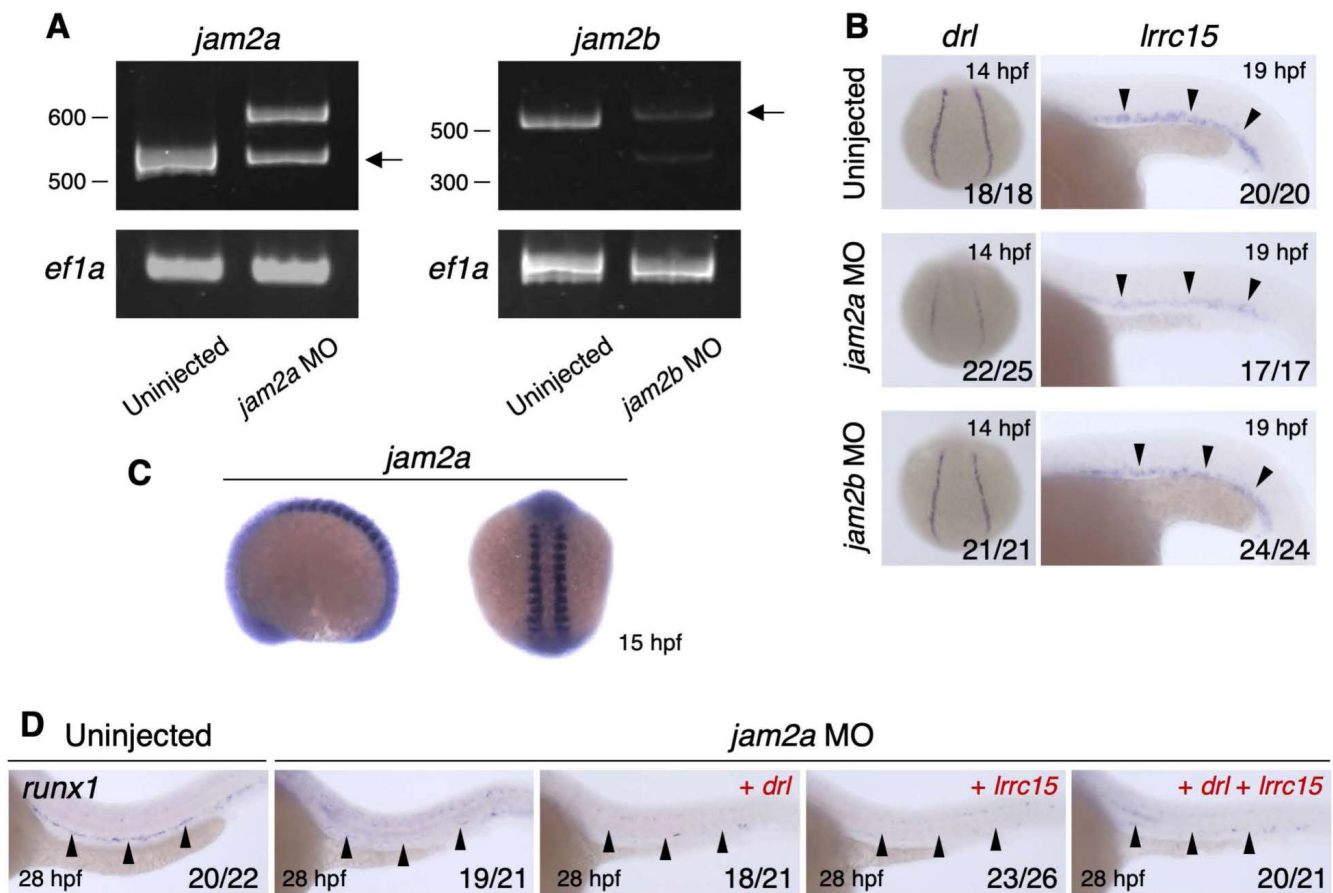 A
jam2a
jam2b
600
500
500
300
ef1a
ef1a
Uninjected
jam2a MO
Uninjected
jam2b MO
B
drl
lrrc15
Uninjected
14 hpf
19 hpf
18/18
20/20
jam2a MO
14 hpf
19 hpf
22/25
17/17
jam2b MO
14 hpf
19 hpf
21/21
24/24
C
jam2a
15 hpf
D
Uninjected
jam2a MO
runx1
+ drl
+ lrrc15
+ drl + lrrc15
28 hpf
20/22
28 hpf
19/21
28 hpf
18/21
28 hpf
23/26
28 hpf
20/21